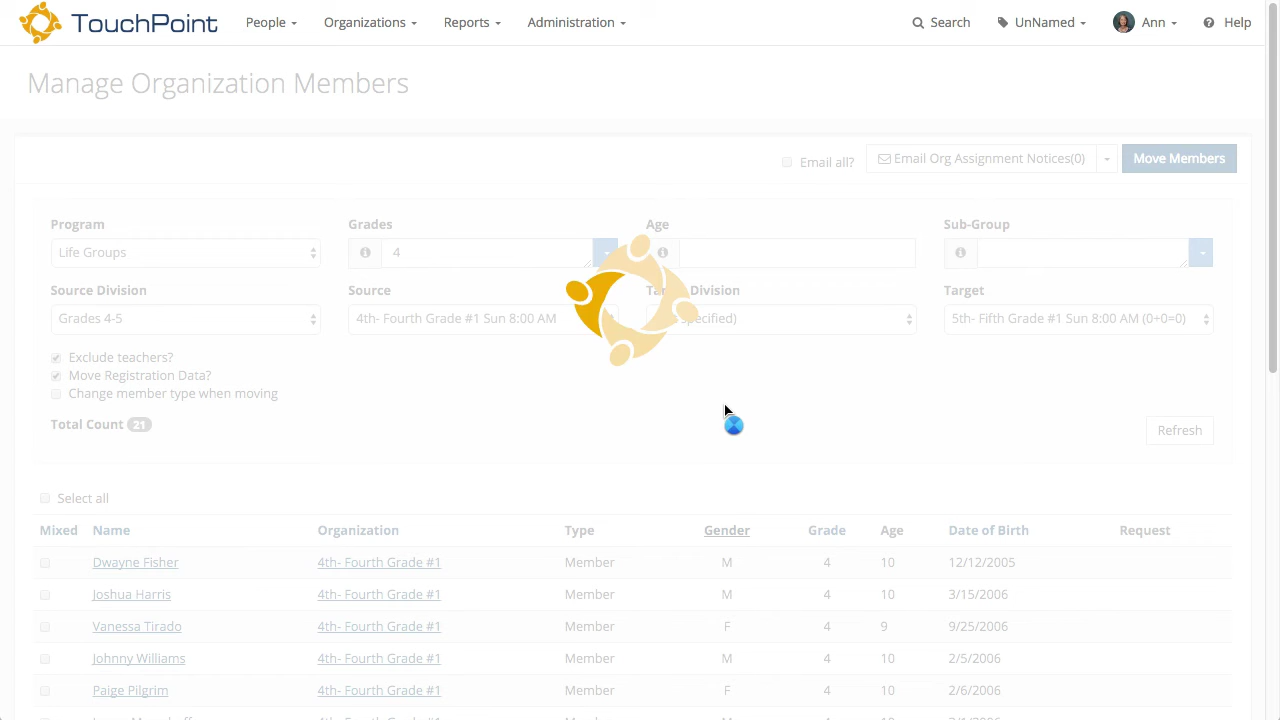 TouchPoint People Organizations Reports Administration Search UnNamed Ann Help
Manage Organization Members
Email all? Email Org Assignment Notices(0) Move Members
Program Grades Age Sub-Group
Life Groups 4
Source Division Source Division Target
Grades 4-5 4th- Fourth Grade #1 Sun 8:00 AM 5th- Fifth Grade #1 Sun 8:00 AM (0+0=0)
Exclude teachers?
Move Registration Data?
Change member type when moving
Total Count 21
Refresh
Select all
Mixed Name Organization Type Gender Grade Age Date of Birth Request
Dwayne Fisher 4th- Fourth Grade #1 Member M 4 10 12/12/2005
Joshua Harris 4th- Fourth Grade #1 Member M 4 10 3/15/2006
Vanessa Tirado 4th- Fourth Grade #1 Member F 4 9 9/25/2006
Johnny Williams 4th- Fourth Grade #1 Member M 4 10 2/5/2006
Paige Pilgrim 4th- Fourth Grade #1 Member F 4 10 2/6/2006